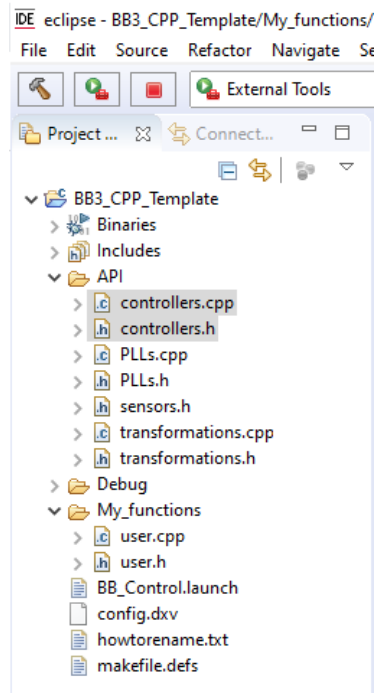 IDE eclipse - BB3_CPP_Template/My_functions/
File Edit Source Refactor Navigate Se
External Tools
Project ... Connect...
BB3_CPP_Template
Binaries
Includes
API
.c controllers.cpp
.h controllers.h
.c PLLs.cpp
.h PLLs.h
.h sensors.h
.c transformations.cpp
.h transformations.h
Debug
My_functions
.c user.cpp
.h user.h
BB_Control.launch
config.dxv
howtorename.txt
makefile.defs